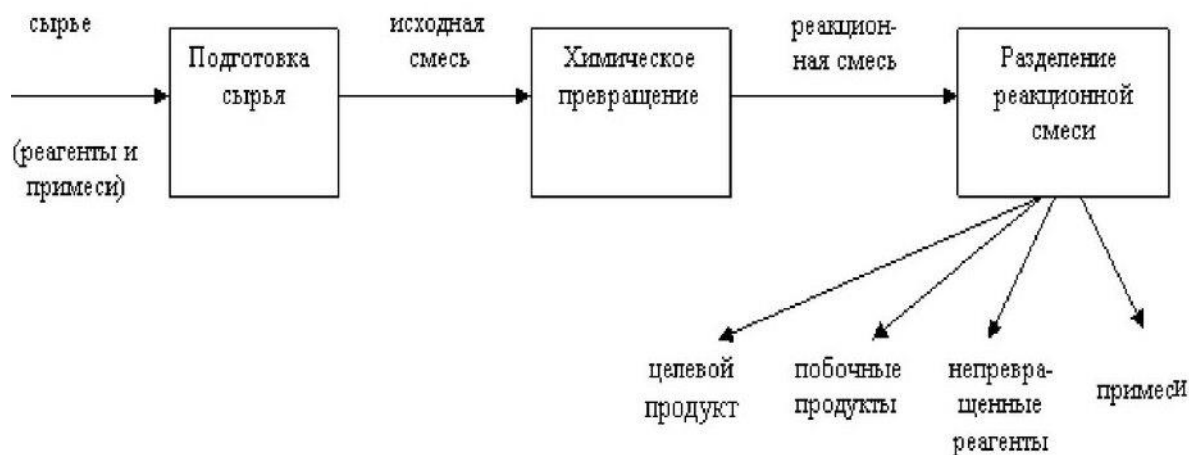 сырье
(реагенты и
примеси)
Подготовка
сырья
исходная
смесь
Химическое
превращение
реакцион-
ная смесь
Разделение
реакционной
смеси
целевой
продукт
побочные
продукты
непревра-
щенные
реагенты
примеси